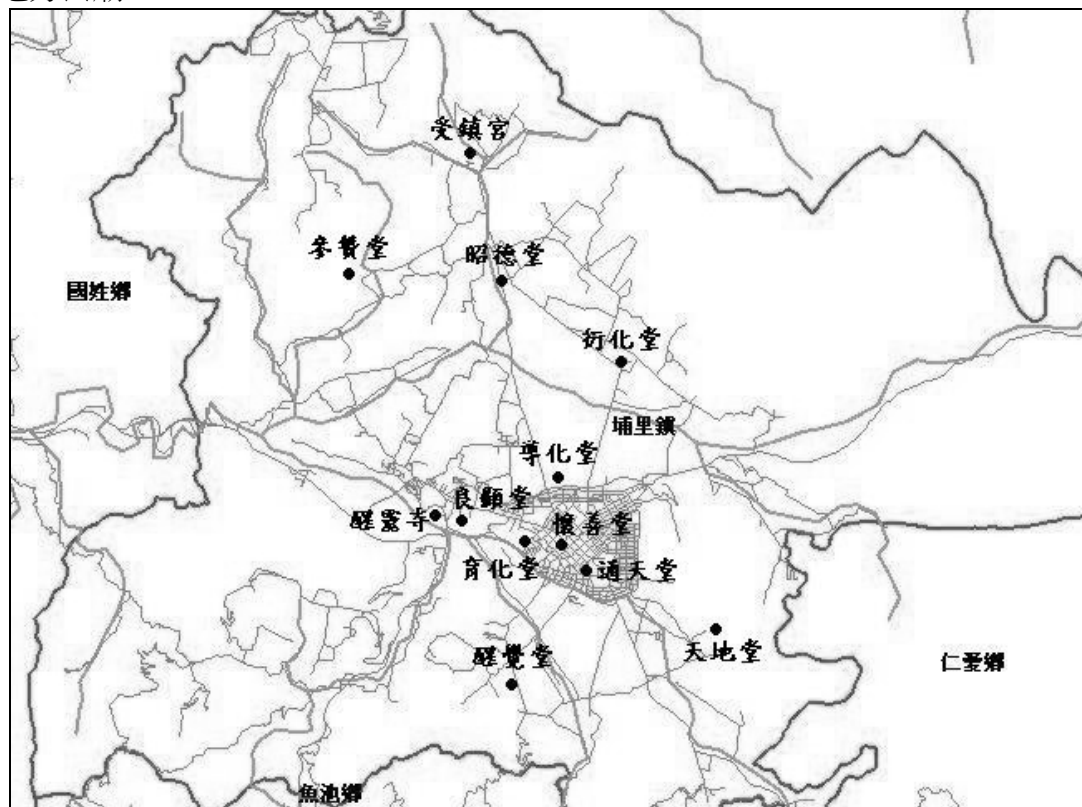 受鎮宮
參贊堂
昭德堂
國姓鄉
衍化堂
埔里鎮
導化堂
良顯堂
醒靈寺
懷善堂
育化堂
通天堂
醒覺堂
天地堂
仁愛鄉
魚池鄉